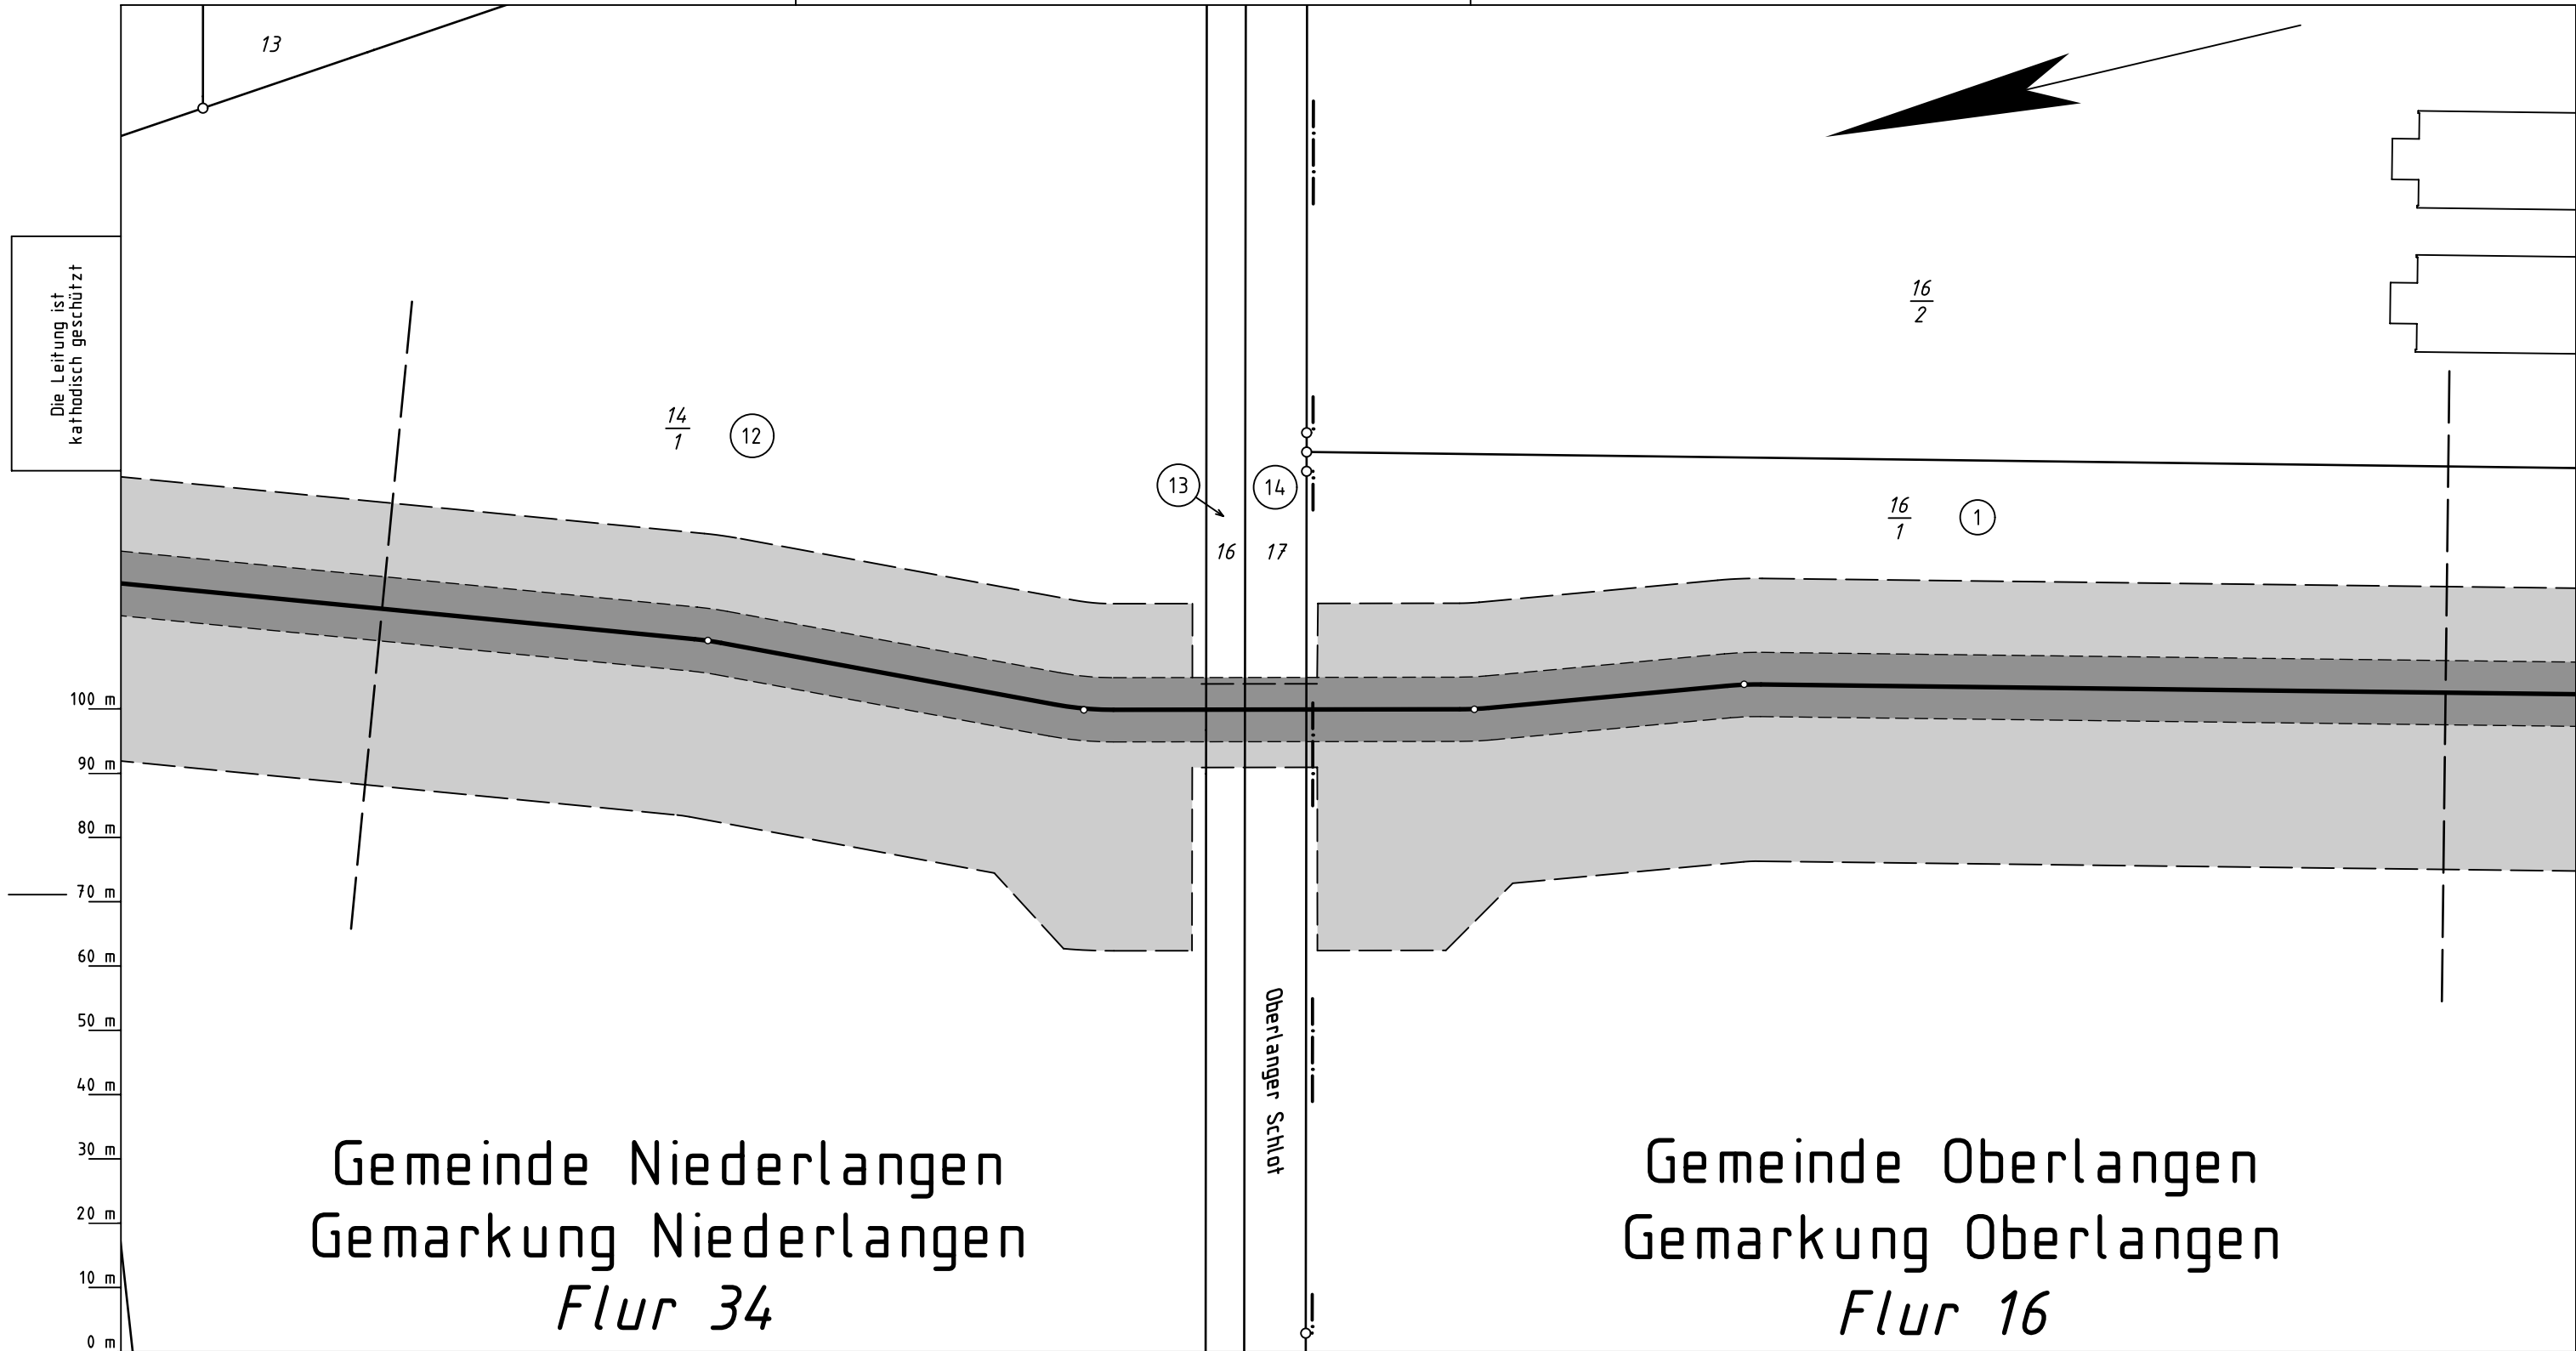 13
Die Leitung ist
kathodisch geschützt
16
2
14
1
12
13
14
16
1
1
16
17
100 m
90 m
80 m
70 m
60 m
50 m
40 m
30 m
20 m
10 m
0 m
Oberlanger Schlot
Gemeinde Niederlangen
Gemarkung Niederlangen
Flur 34
Gemeinde Oberlangen
Gemarkung Oberlangen
Flur 16